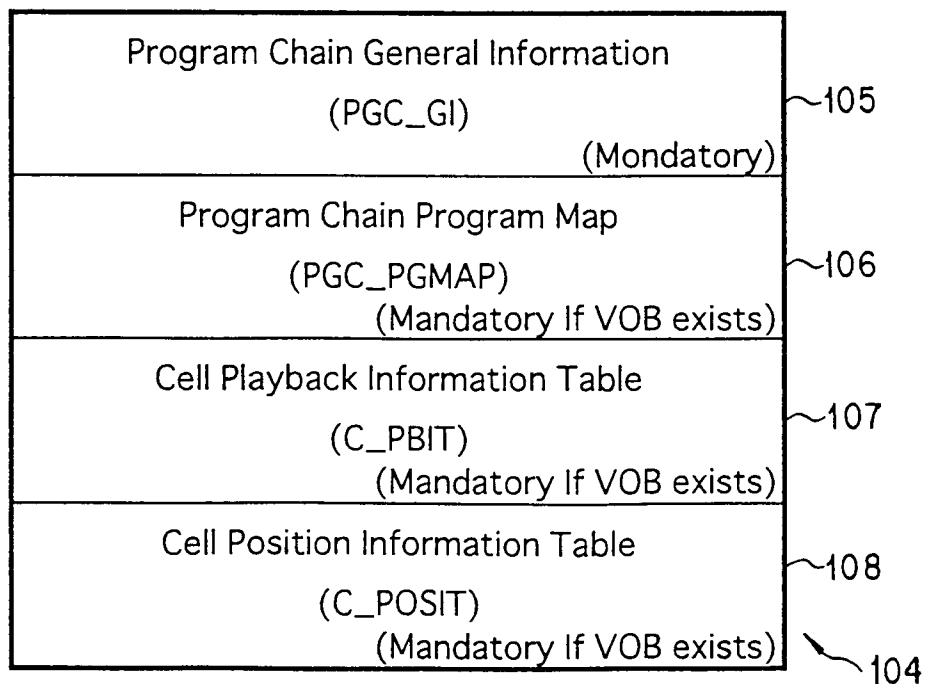 Program Chain General Information
(PGC_GI)
(Mondatory)
105
Program Chain Program Map
(PGC_PGMAP)
(Mandatory If VOB exists)
106
Cell Playback Information Table
(C_PBIT)
(Mandatory If VOB exists)
107
Cell Position Information Table
(C_POSIT)
(Mandatory If VOB exists)
108
104